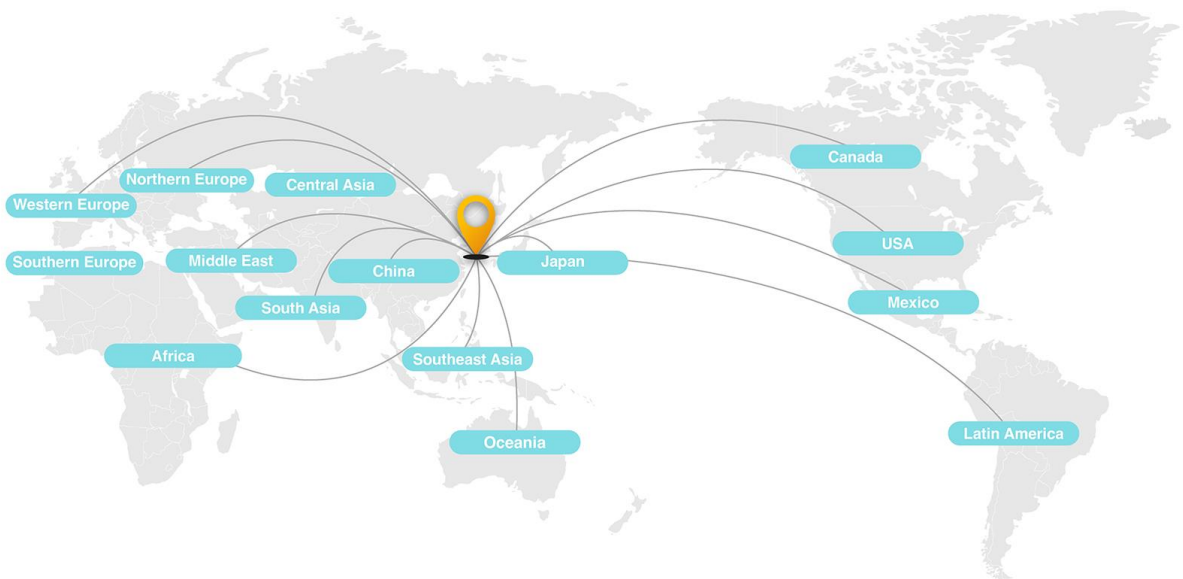 Canada
Northern Europe
Central Asia
Western Europe
USA
Southern Europe
Middle East
China
Japan
South Asia
Mexico
Africa
Southeast Asia
Oceania
Latin America